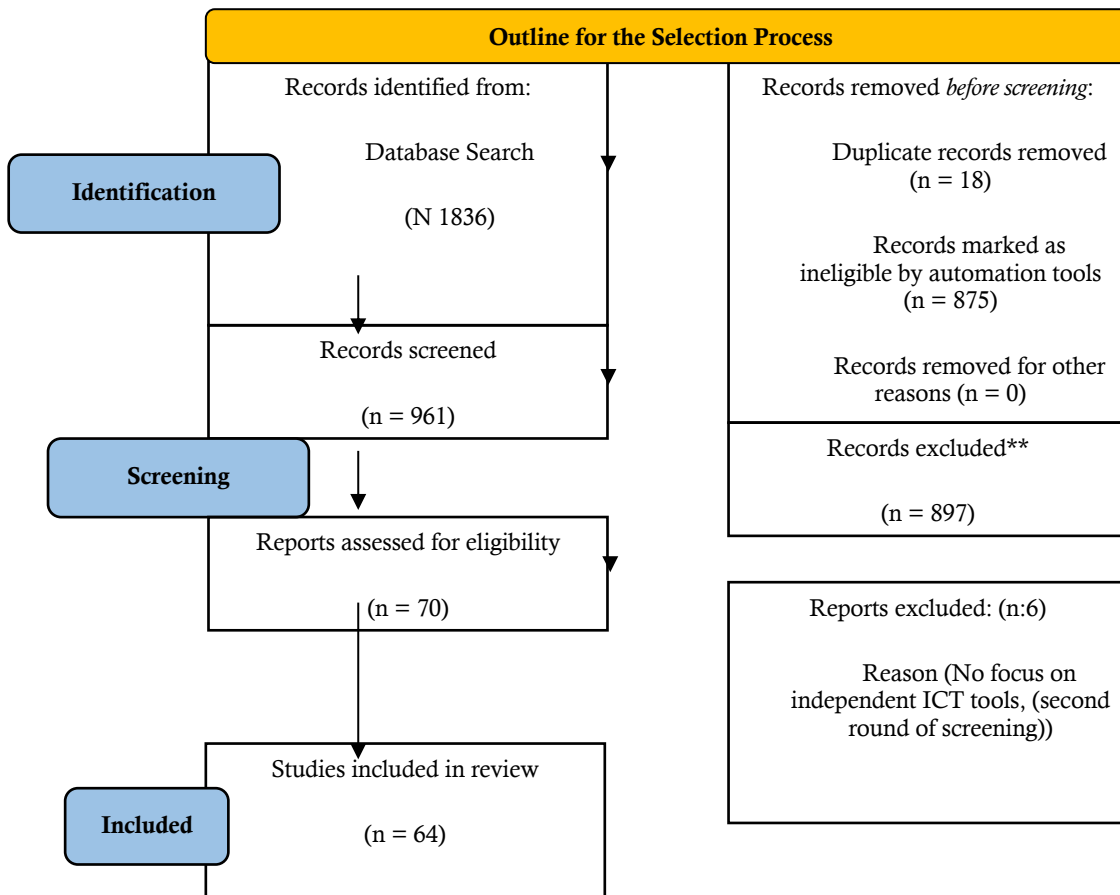 Outline for the Selection Process
Records identified from:
Database Search
(N 1836)
Records removed before screening:
Duplicate records removed
(n = 18)
Records marked as
ineligible by automation tools
(n = 875)
Records removed for other
reasons (n = 0)
Identification
Records screened
(n = 961)
Records excluded**
(n = 897)
Screening
Reports assessed for eligibility
(n = 70)
Reports excluded: (n:6)
Reason (No focus on
independent ICT tools, (second
round of screening))
Studies included in review
(n = 64)
Included